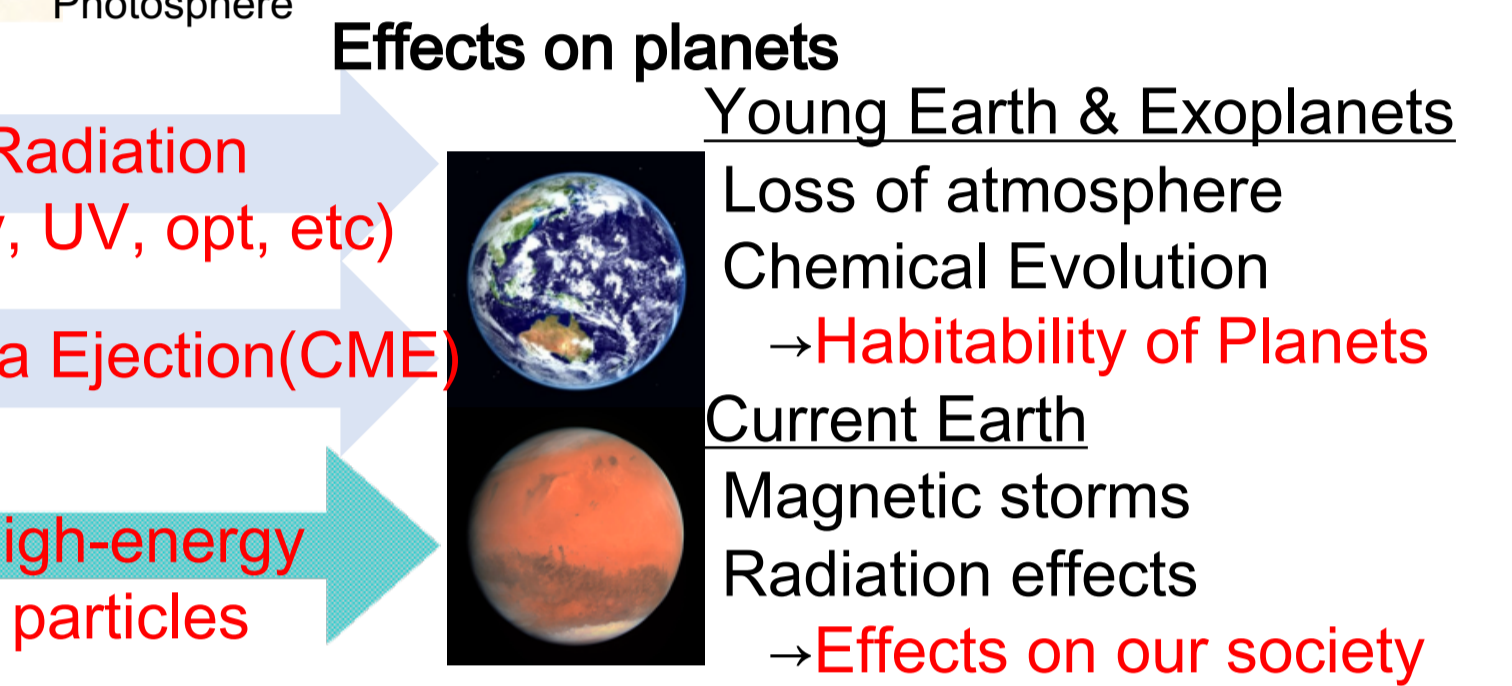 Photosphere
Effects on planets
Radiation
, UV, opt, etc)
a Ejection(CME)
igh-energy
particles
Young Earth & Exoplanets
Loss of atmosphere
Chemical Evolution
→Habitability of Planets
Current Earth
Magnetic storms
Radiation effects
→Effects on our society